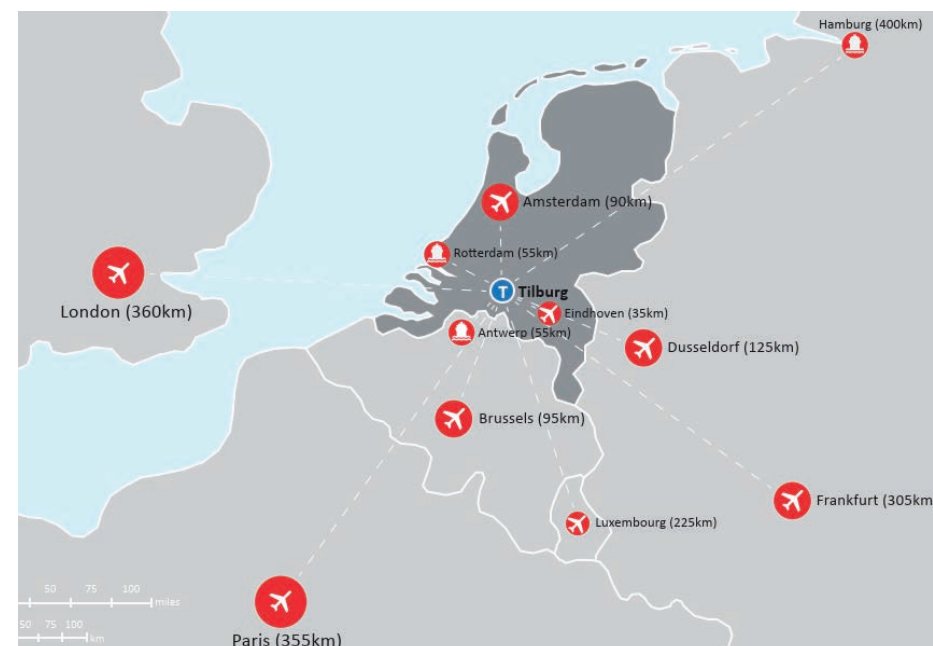 Hamburg (400km)
Amsterdam (90km)
Rotterdam (55km)
T
Tilburg
London (360km)
Eindhoven (35km)
Antwerp (55km)
Dusseldorf (125km)
Brussels (95km)
Frankfurt (305km
Luxembourg (225km)
50 75 100
miles
50 75 100
km
Paris (355km)